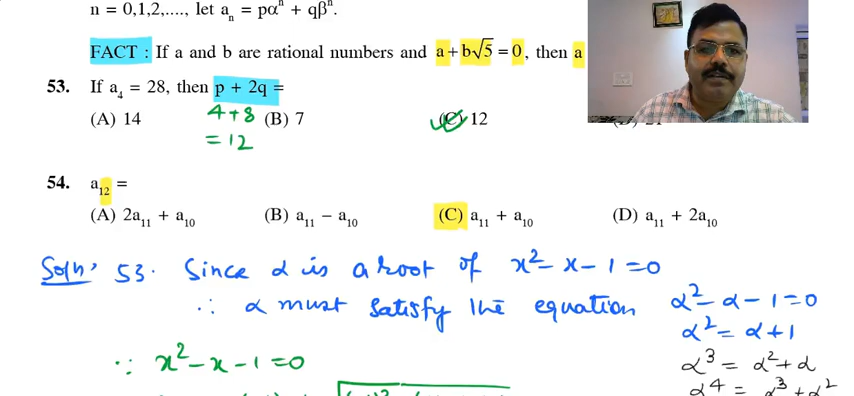 n = 0,1,2,...., let aₙ = pαⁿ + qβⁿ.
FACT : If a and b are rational numbers and a + b√5 = 0, then a
53. If a₄ = 28, then p + 2q =
(A) 14 (B) 7 (C) 12
4+8
= 12
54. a₁₂ =
(A) 2a₁₁ + a₁₀ (B) a₁₁ − a₁₀ (C) a₁₁ + a₁₀ (D) a₁₁ + 2a₁₀
Soln' 53. Since α is a root of x² − x − 1 = 0
∴ α must satisfy the equation
α² − α − 1 = 0
α² = α + 1
α³ = α² + α
α⁴ = α³ + α²
∵ x² − x − 1 = 0